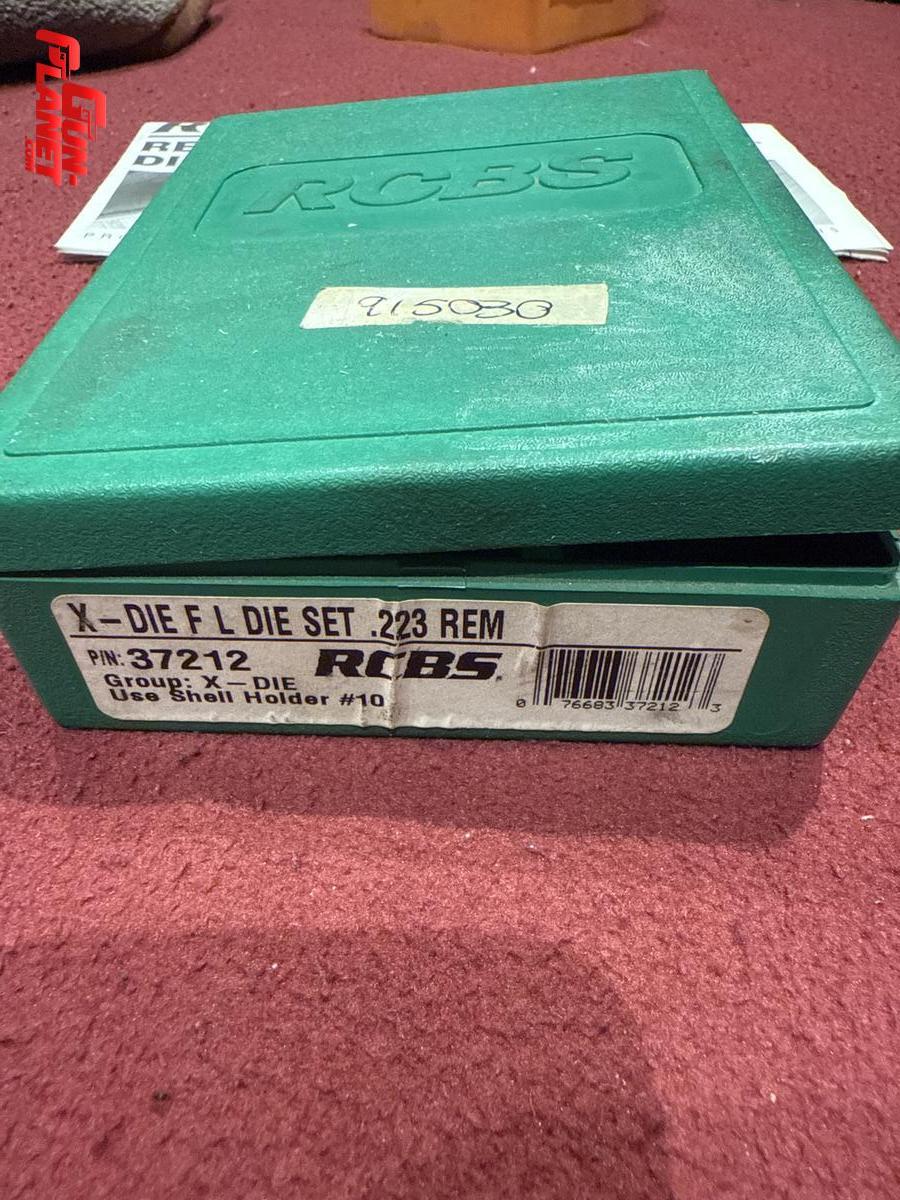 GUN
PLANET
.COM
RCBS
915030
X-DIE F L DIE SET .223 REM
P/N: 37212
RCBS.
Group: X-DIE
Use Shell Holder #10
0 76683 37212 3